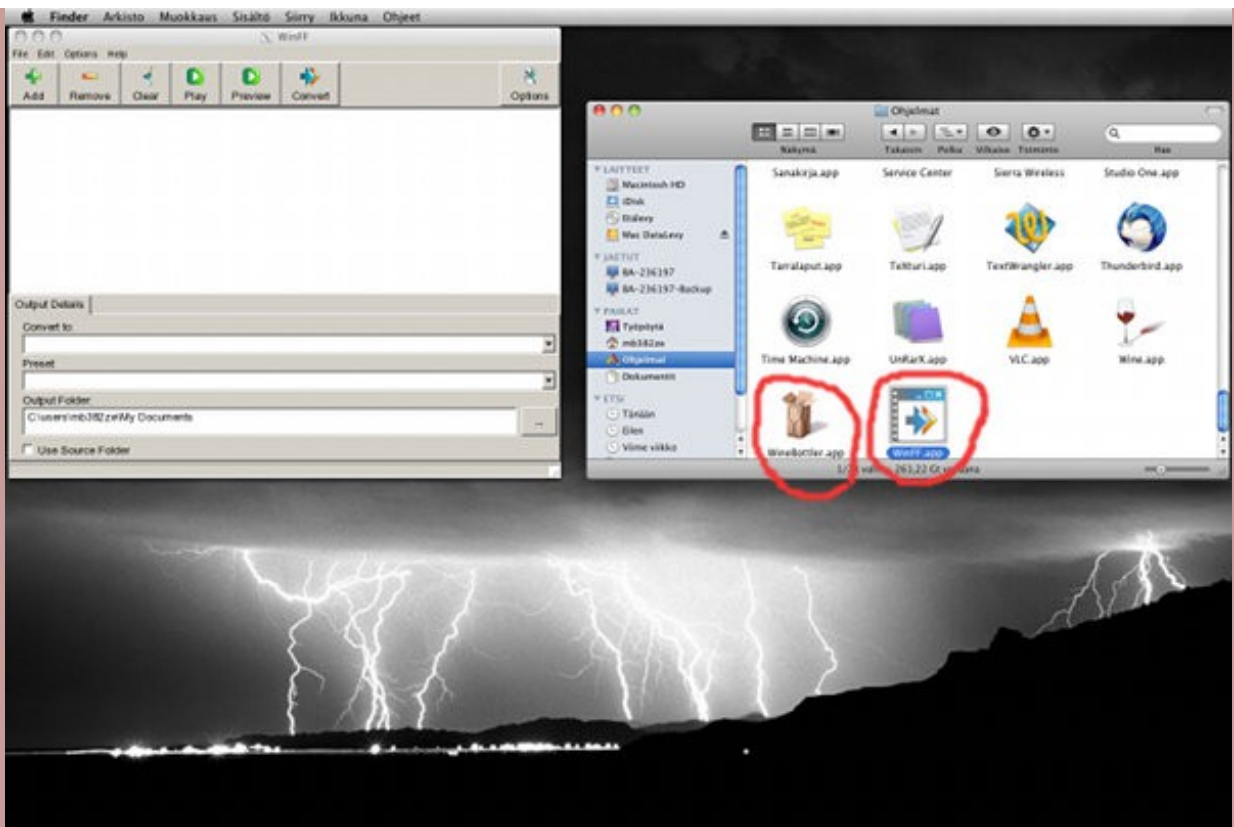 Finder Arkisto Muokkaus Sisältö Siirry Ikkuna Ohjeet
WinFF
File Edit Options Help
Add Remove Clear Play Preview Convert Options
Output Details
Convert to
Preset
Output Folder
C:\users\mb382ze\My Documents
...
Use Source Folder
Ohjelmat
Näkymä Takaisin Polku Vilkaise Toiminto Hae
LAITTEET
Macintosh HD
iDisk
Etälevy
Mac DataLevy
JAETUT
BA-236197
BA-236197-Backup
PAIKAT
Työpöytä
mb382ze
Ohjelmat
Dokumentit
ETSI
Tänään
Eilen
Viime viikko
Sanakirja.app Service Center Sierra Wireless Studio One.app
Tarralaput.app TeXturi.app TextWrangler.app Thunderbird.app
Time Machine.app UnRarX.app VLC.app Wine.app
WineBottler.app WinFF.app
261,22 Gt